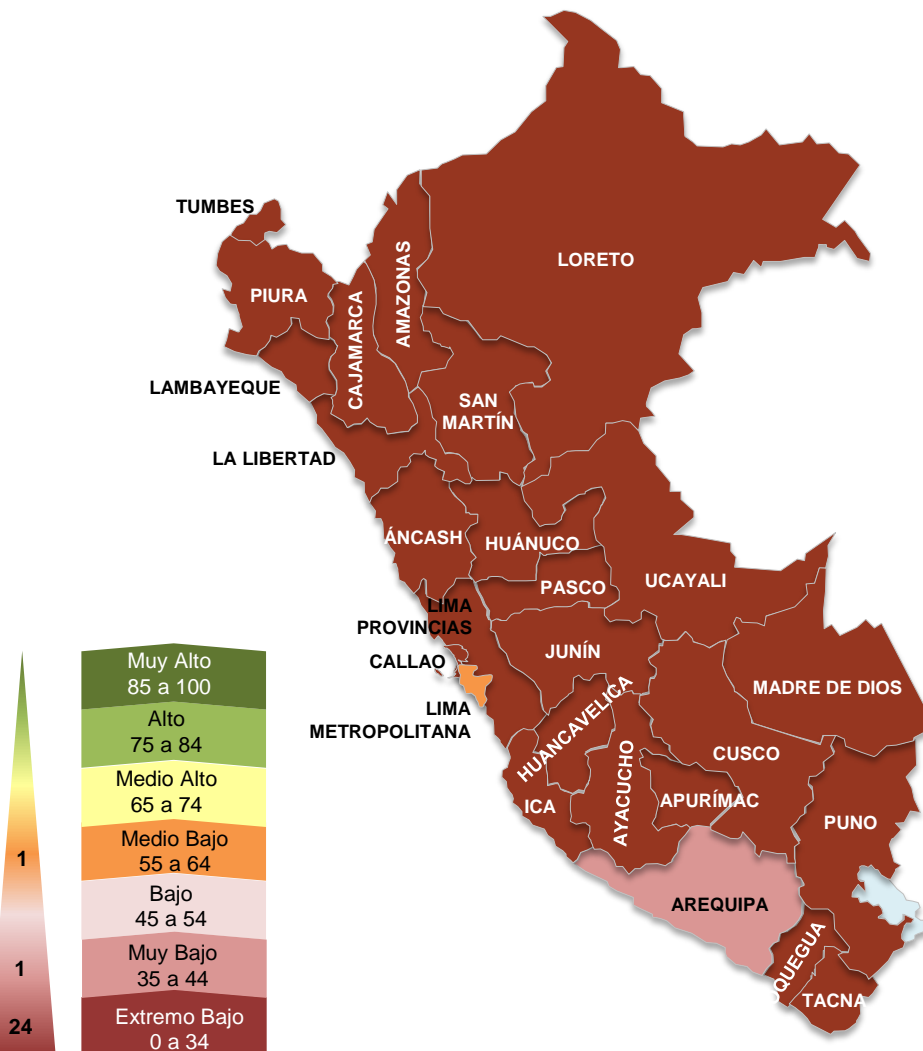 TUMBES
LORETO
AMAZONAS
PIURA
CAJAMARCA
LAMBAYEQUE
SAN
MARTÍN
LA LIBERTAD
ÁNCASH
HUÁNUCO
PASCO
UCAYALI
LIMA
PROVINCIAS
JUNÍN
CALLAO
MADRE DE DIOS
LIMA
METROPOLITANA
HUANCAVELICA
CUSCO
ICA
AYACUCHO
APURÍMAC
PUNO
AREQUIPA
OQUEGUA
TACNA
Muy Alto
85 a 100
Alto
75 a 84
Medio Alto
65 a 74
1
Medio Bajo
55 a 64
Bajo
45 a 54
1
Muy Bajo
35 a 44
24
Extremo Bajo
0 a 34